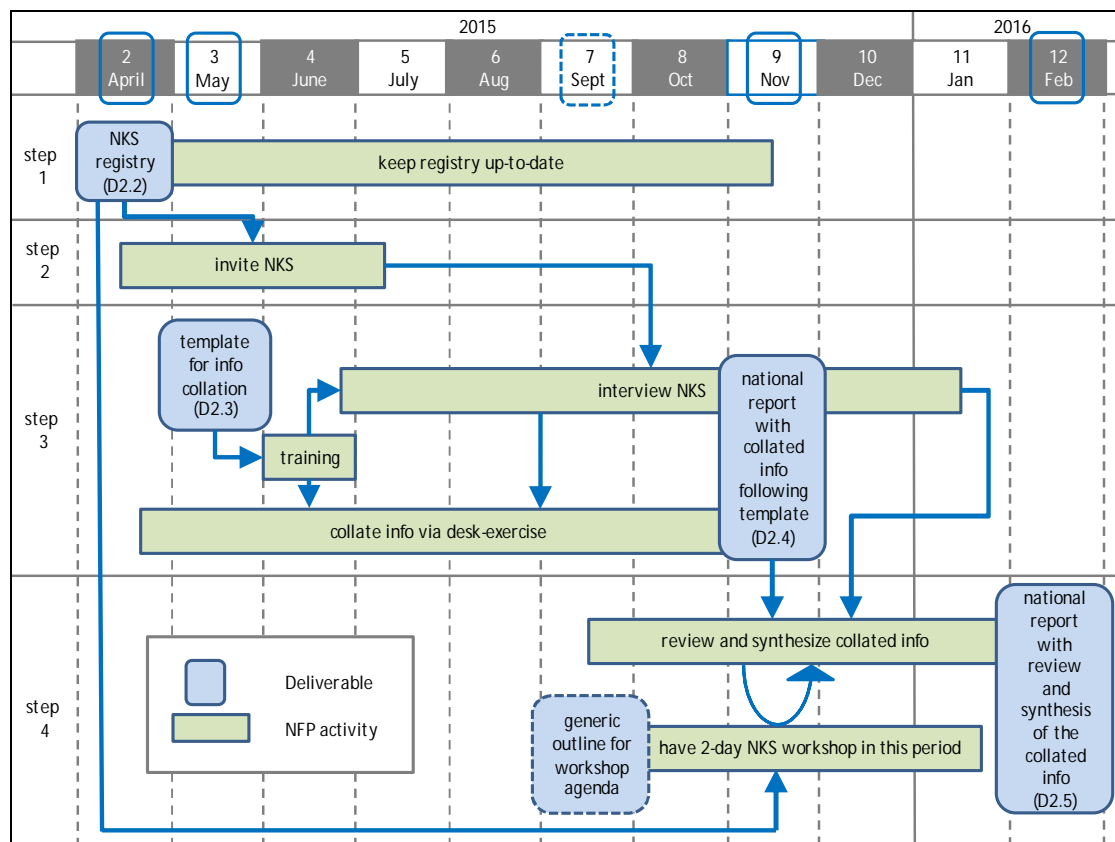 2015
2016
2
April
3
May
4
June
5
July
6
Aug
7
Sept
8
Oct
9
Nov
10
Dec
11
Jan
12
Feb
step
1
NKS
registry
(D2.2)
keep registry up-to-date
step
2
invite NKS
step
3
template
for info
collation
(D2.3)
training
interview NKS
collate info via desk-exercise
national
report
with
collated
info
following
template
(D2.4)
step
4
review and synthesize collated info
generic
outline for
workshop
agenda
have 2-day NKS workshop in this period
national
report
with
review
and
synthesis
of the
collated
info
(D2.5)
Deliverable
NFP activity